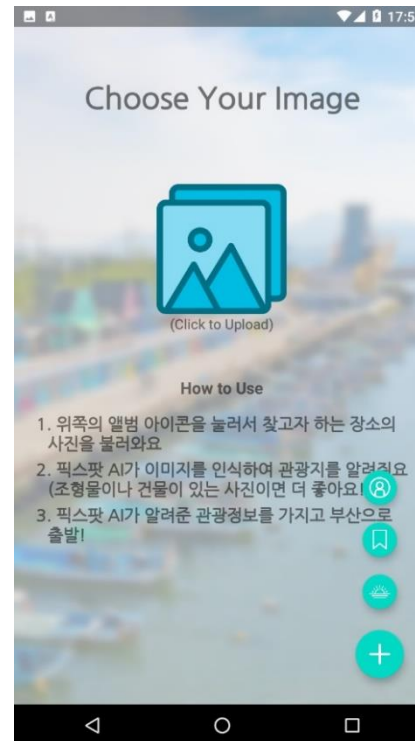 17:5
Choose Your Image
(Click to Upload)
How to Use
1. 위쪽의 앨범 아이콘을 눌러서 찾고자 하는 장소의
사진을 불러와요
2. 픽스팟 AI가 이미지를 인식하여 관광지를 알려줘요
(조형물이나 건물이 있는 사진이면 더 좋아요!
3. 픽스팟 AI가 알려준 관광정보를 가지고 부산으로
출발!